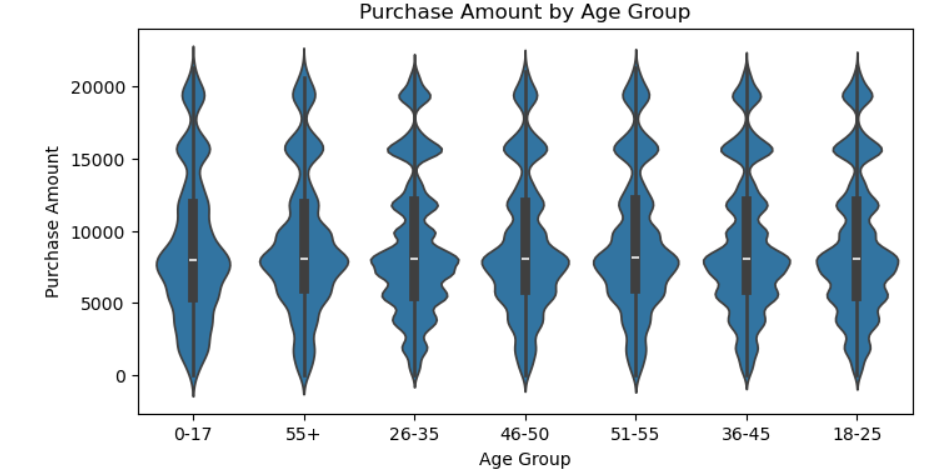 Purchase Amount by Age Group
Purchase Amount
20000
15000
10000
5000
0
0-17 55+ 26-35 46-50 51-55 36-45 18-25
Age Group